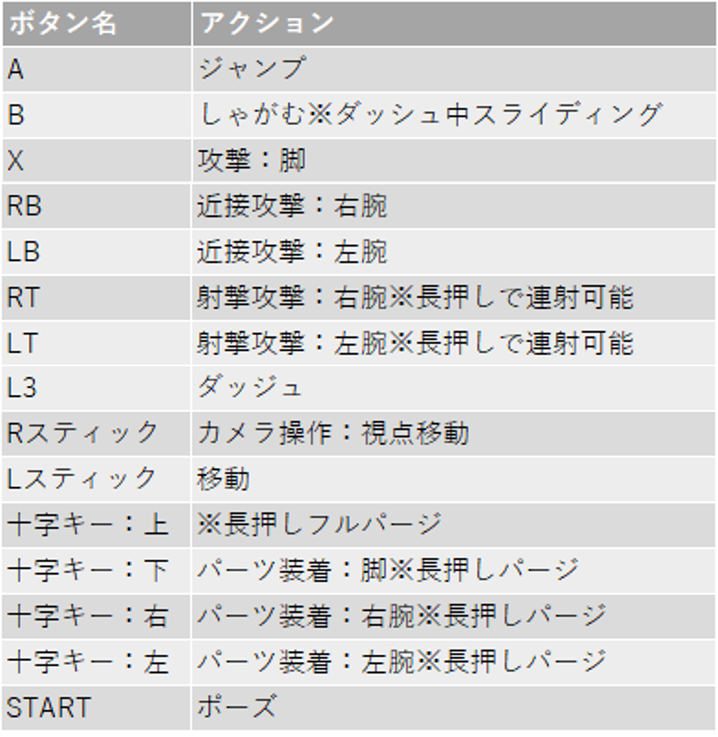 ボタン名 アクション
A ジャンプ
B しゃがむ※ダッシュ中スライディング
X 攻撃：脚
RB 近接攻撃：右腕
LB 近接攻撃：左腕
RT 射撃攻撃：右腕※長押しで連射可能
LT 射撃攻撃：左腕※長押しで連射可能
L3 ダッジュ
Rスティック カメラ操作：視点移動
Lスティック 移動
十字キー：上 ※長押しフルパージ
十字キー：下 パーツ装着：脚※長押しパージ
十字キー：右 パーツ装着：右腕※長押しパージ
十字キー：左 パーツ装着：左腕※長押しパージ
START ポーズ